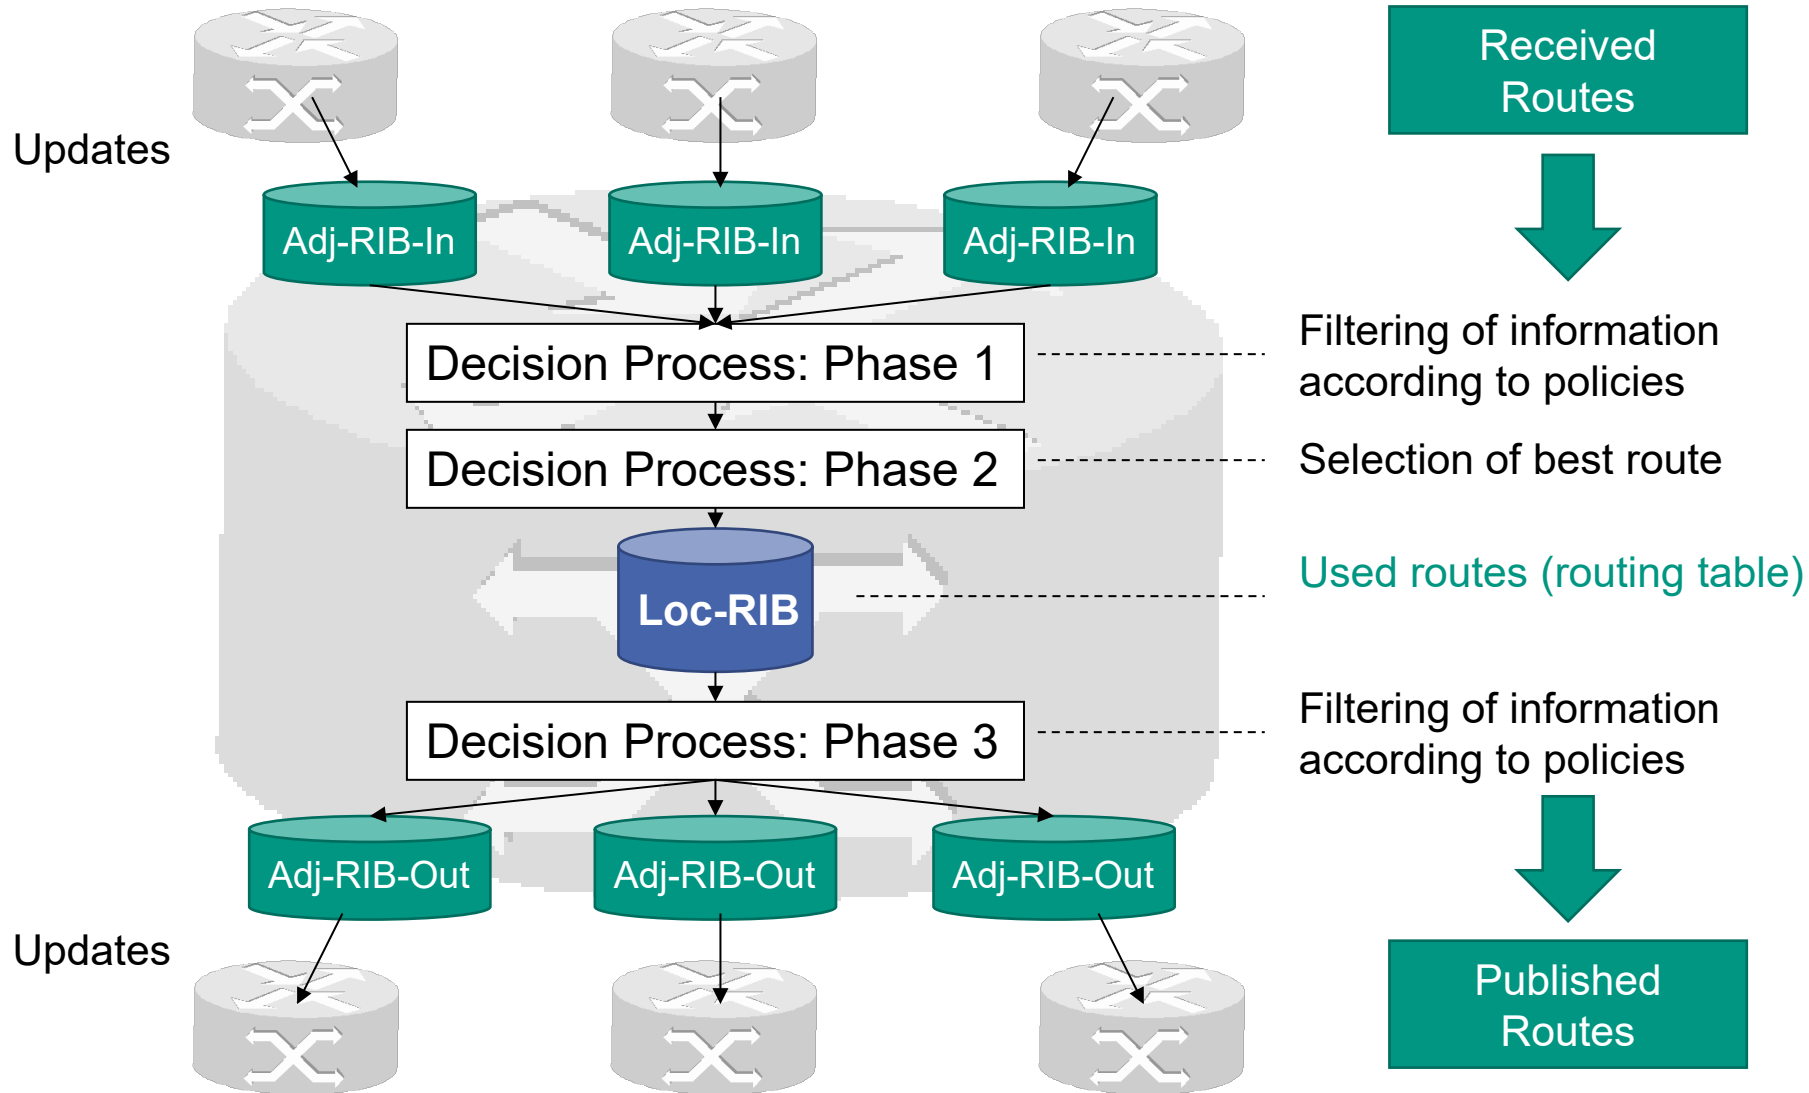 Received
Routes
Updates
Adj-RIB-In
Adj-RIB-In
Adj-RIB-In
Decision Process: Phase 1
Filtering of information
according to policies
Decision Process: Phase 2
Selection of best route
Loc-RIB
Used routes (routing table)
Decision Process: Phase 3
Filtering of information
according to policies
Adj-RIB-Out
Adj-RIB-Out
Adj-RIB-Out
Updates
Published
Routes